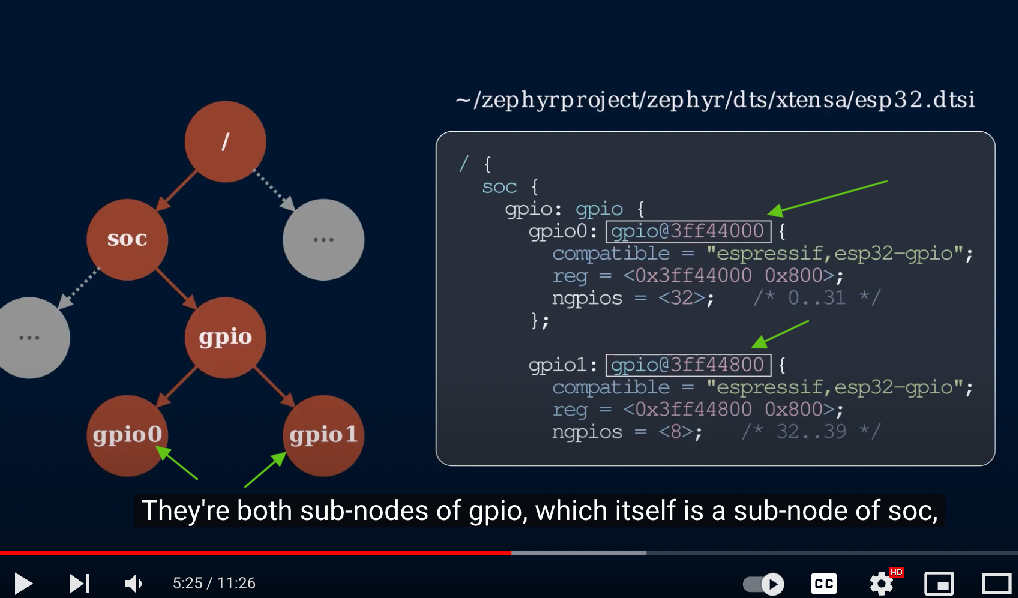 ~/zephyrproject/zephyr/dts/xtensa/esp32.dtsi
/
soc
...
...
gpio
gpio0
gpio1
/ {
soc {
gpio: gpio {
gpio0: gpio@3ff44000 {
compatible = "espressif,esp32-gpio";
reg = <0x3ff44000 0x800>;
ngpios = <32>; /* 0..31 */
};
gpio1: gpio@3ff44800 {
compatible = "espressif,esp32-gpio";
reg = <0x3ff44800 0x800>;
ngpios = <8>; /* 32..39 */
They're both sub-nodes of gpio, which itself is a sub-node of soc,
5:25 / 11:26
CC
HD